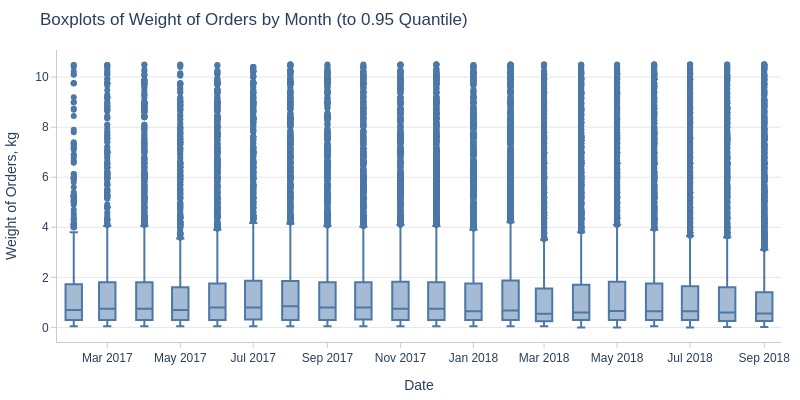 Boxplots of Weight of Orders by Month (to 0.95 Quantile)
Weight of Orders, kg
10
8
6
4
2
0
Mar 2017 May 2017 Jul 2017 Sep 2017 Nov 2017 Jan 2018 Mar 2018 May 2018 Jul 2018 Sep 2018
Date